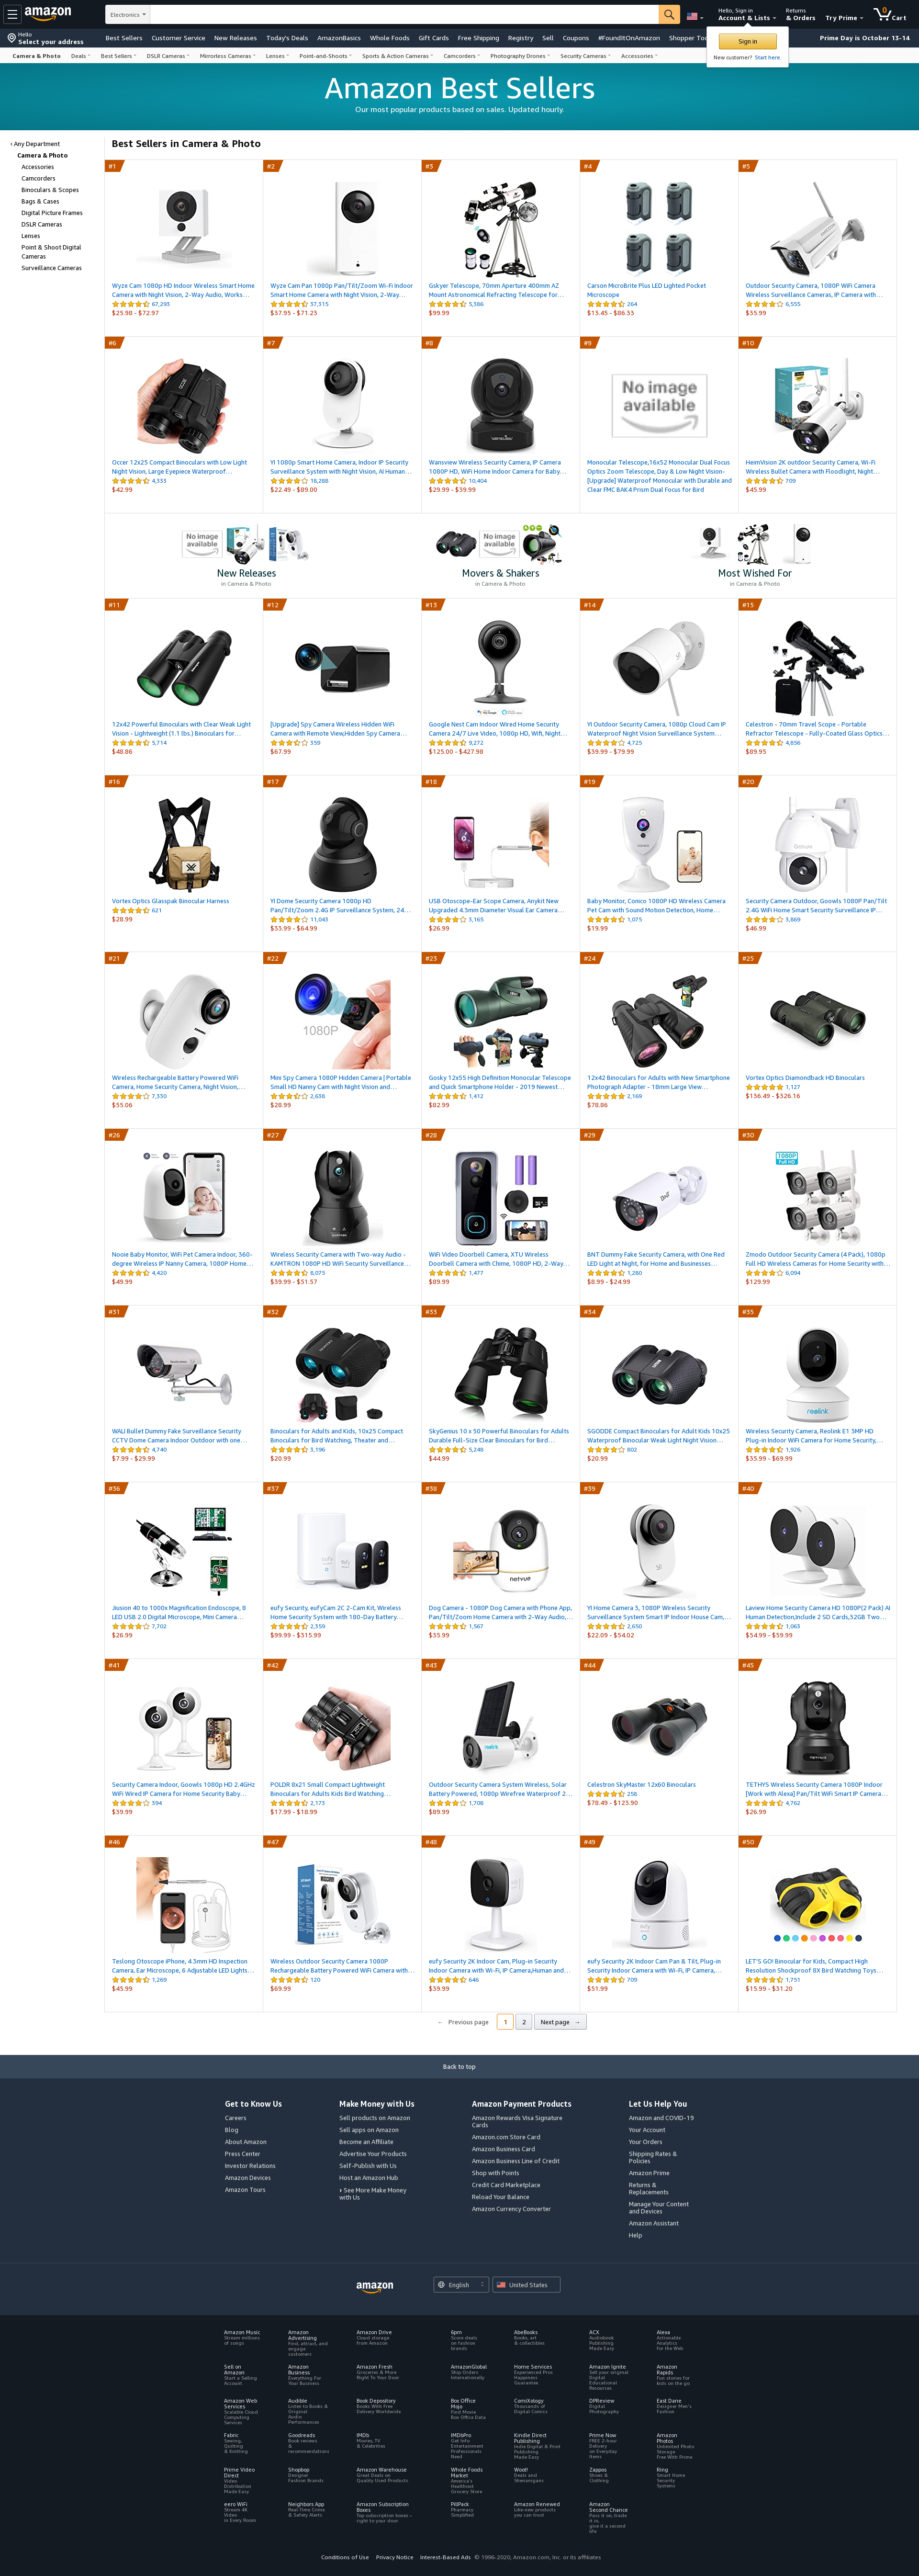 amazon
Electronics
Hello, Sign in
Account & Lists
Returns
& Orders
Try Prime
0
Cart
Hello
Select your address
Best Sellers
Customer Service
New Releases
Today's Deals
AmazonBasics
Whole Foods
Gift Cards
Free Shipping
Registry
Sell
Coupons
#FoundItOnAmazon
Shopper Too
Prime Day is October 13-14
Sign in
New customer? Start here.
Camera & Photo
Deals
Best Sellers
DSLR Cameras
Mirrorless Cameras
Lenses
Point-and-Shoots
Sports & Action Cameras
Camcorders
Photography Drones
Security Cameras
Accessories
Amazon Best Sellers
Our most popular products based on sales. Updated hourly.
‹ Any Department
Camera & Photo
Accessories
Camcorders
Binoculars & Scopes
Bags & Cases
Digital Picture Frames
DSLR Cameras
Lenses
Point & Shoot Digital
Cameras
Surveillance Cameras
Best Sellers in Camera & Photo
#1
Wyze Cam 1080p HD Indoor Wireless Smart Home
Camera with Night Vision, 2-Way Audio, Works…
67,293
$25.98 - $72.97
#2
Wyze Cam Pan 1080p Pan/Tilt/Zoom Wi-Fi Indoor
Smart Home Camera with Night Vision, 2-Way…
37,315
$37.95 - $71.23
#3
Gskyer Telescope, 70mm Aperture 400mm AZ
Mount Astronomical Refracting Telescope for…
5,386
$99.99
#4
Carson MicroBrite Plus LED Lighted Pocket
Microscope
264
$13.45 - $86.33
#5
Outdoor Security Camera, 1080P WiFi Camera
Wireless Surveillance Cameras, IP Camera with…
6,555
$35.99
#6
Occer 12x25 Compact Binoculars with Low Light
Night Vision, Large Eyepiece Waterproof…
4,333
$42.99
#7
YI 1080p Smart Home Camera, Indoor IP Security
Surveillance System with Night Vision, AI Human…
18,288
$22.49 - $89.00
#8
Wansview Wireless Security Camera, IP Camera
1080P HD, WiFi Home Indoor Camera for Baby…
10,404
$29.99 - $39.99
#9
No image
available
Monocular Telescope,16x52 Monocular Dual Focus
Optics Zoom Telescope, Day & Low Night Vision-
[Upgrade] Waterproof Monocular with Durable and
Clear FMC BAK4 Prism Dual Focus for Bird
#10
HeimVision 2K outdoor Security Camera, Wi-Fi
Wireless Bullet Camera with Floodlight, Night…
709
$45.99
No image
available
New Releases
in Camera & Photo
No image
available
Movers & Shakers
in Camera & Photo
Most Wished For
in Camera & Photo
#11
12x42 Powerful Binoculars with Clear Weak Light
Vision - Lightweight (1.1 lbs.) Binoculars for…
5,714
$48.86
#12
[Upgrade] Spy Camera Wireless Hidden WiFi
Camera with Remote View,Hidden Spy Camera…
359
$67.99
#13
Google Nest Cam Indoor Wired Home Security
Camera 24/7 Live Video, 1080p HD, Wifi, Night…
9,272
$125.00 - $427.98
#14
YI Outdoor Security Camera, 1080p Cloud Cam IP
Waterproof Night Vision Surveillance System…
4,725
$39.99 - $79.99
#15
Celestron - 70mm Travel Scope - Portable
Refractor Telescope - Fully-Coated Glass Optics…
4,856
$89.95
#16
Vortex Optics Glasspak Binocular Harness
621
$28.99
#17
YI Dome Security Camera 1080p HD
Pan/Tilt/Zoom 2.4G IP Surveillance System, 24…
11,043
$33.99 - $64.99
#18
USB Otoscope-Ear Scope Camera, Anykit New
Upgraded 4.3mm Diameter Visual Ear Camera…
3,165
$26.99
#19
Baby Monitor, Conico 1080P HD Wireless Camera
Pet Cam with Sound Motion Detection, Home…
1,075
$19.99
#20
Security Camera Outdoor, Goowls 1080P Pan/Tilt
2.4G WiFi Home Smart Security Surveillance IP…
3,869
$46.99
#21
Wireless Rechargeable Battery Powered WiFi
Camera, Home Security Camera, Night Vision,…
7,330
$55.06
#22
1080P
Mini Spy Camera 1080P Hidden Camera | Portable
Small HD Nanny Cam with Night Vision and…
2,638
$28.99
#23
Gosky 12x55 High Definition Monocular Telescope
and Quick Smartphone Holder - 2019 Newest…
1,412
$82.99
#24
12x42 Binoculars for Adults with New Smartphone
Photograph Adapter - 18mm Large View…
2,169
$78.86
#25
Vortex Optics Diamondback HD Binoculars
1,127
$136.49 - $326.16
#26
Nooie Baby Monitor, WiFi Pet Camera Indoor, 360-
degree Wireless IP Nanny Camera, 1080P Home…
4,420
$49.99
#27
Wireless Security Camera with Two-way Audio -
KAMTRON 1080P HD WiFi Security Surveillance…
8,075
$39.99 - $51.57
#28
WiFi Video Doorbell Camera, XTU Wireless
Doorbell Camera with Chime, 1080P HD, 2-Way…
1,477
$89.99
#29
BNT Dummy Fake Security Camera, with One Red
LED Light at Night, for Home and Businesses…
1,280
$8.99 - $24.99
#30
1080P
Full HD
Zmodo Outdoor Security Camera (4 Pack), 1080p
Full HD Wireless Cameras for Home Security with…
6,094
$129.99
#31
WALI Bullet Dummy Fake Surveillance Security
CCTV Dome Camera Indoor Outdoor with one…
4,740
$7.99 - $29.99
#32
Binoculars for Adults and Kids, 10x25 Compact
Binoculars for Bird Watching, Theater and…
3,196
$20.99
#33
SkyGenius 10 x 50 Powerful Binoculars for Adults
Durable Full-Size Clear Binoculars for Bird…
5,248
$44.99
#34
SGODDE Compact Binoculars for Adult Kids 10x25
Waterproof Binocular Weak Light Night Vision…
802
$20.99
#35
reolink
Wireless Security Camera, Reolink E1 3MP HD
Plug-in Indoor WiFi Camera for Home Security,…
1,926
$35.99 - $69.99
#36
Jiusion 40 to 1000x Magnification Endoscope, 8
LED USB 2.0 Digital Microscope, Mini Camera…
7,702
$26.99
#37
eufy Security, eufyCam 2C 2-Cam Kit, Wireless
Home Security System with 180-Day Battery…
2,359
$99.99 - $315.99
#38
netvue
Dog Camera - 1080P Dog Camera with Phone App,
Pan/Tilt/Zoom Home Camera with 2-Way Audio,…
1,567
$35.99
#39
YI Home Camera 3, 1080P Wireless Security
Surveillance System Smart IP Indoor House Cam,…
2,650
$22.09 - $54.02
#40
Laview Home Security Camera HD 1080P(2 Pack) AI
Human Detection,Include 2 SD Cards,32GB Two…
1,063
$54.99 - $59.99
#41
Security Camera Indoor, Goowls 1080p HD 2.4GHz
WiFi Wired IP Camera for Home Security Baby…
394
$39.99
#42
POLDR 8x21 Small Compact Lightweight
Binoculars for Adults Kids Bird Watching…
2,173
$17.99 - $18.99
#43
Outdoor Security Camera System Wireless, Solar
Battery Powered, 1080p Wirefree Waterproof 2…
1,708
$89.99
#44
Celestron SkyMaster 12x60 Binoculars
258
$78.49 - $123.90
#45
TETHYS Wireless Security Camera 1080P Indoor
[Work with Alexa] Pan/Tilt WiFi Smart IP Camera…
4,762
$26.99
#46
Teslong Otoscope iPhone, 4.3mm HD Inspection
Camera, Ear Microscope, 6 Adjustable LED Lights…
1,269
$45.99
#47
Wireless Outdoor Security Camera 1080P
Rechargeable Battery Powered WiFi Camera with…
120
$69.99
#48
eufy Security 2K Indoor Cam, Plug-in Security
Indoor Camera with Wi-Fi, IP Camera,Human and…
646
$39.99
#49
eufy Security 2K Indoor Cam Pan & Tilt, Plug-in
Security Indoor Camera with Wi-Fi, IP Camera,…
709
$51.99
#50
LET'S GO! Binocular for Kids, Compact High
Resolution Shockproof 8X Bird Watching Toys…
1,751
$15.99 - $31.20
← Previous page
1
2
Next page →
Back to top
Get to Know Us
Careers
Blog
About Amazon
Press Center
Investor Relations
Amazon Devices
Amazon Tours
Make Money with Us
Sell products on Amazon
Sell apps on Amazon
Become an Affiliate
Advertise Your Products
Self-Publish with Us
Host an Amazon Hub
› See More Make Money
with Us
Amazon Payment Products
Amazon Rewards Visa Signature
Cards
Amazon.com Store Card
Amazon Business Card
Amazon Business Line of Credit
Shop with Points
Credit Card Marketplace
Reload Your Balance
Amazon Currency Converter
Let Us Help You
Amazon and COVID-19
Your Account
Your Orders
Shipping Rates &
Policies
Amazon Prime
Returns &
Replacements
Manage Your Content
and Devices
Amazon Assistant
Help
amazon
English
United States
Amazon Music
Stream millions
of songs
Amazon
Advertising
Find, attract, and
engage
customers
Amazon Drive
Cloud storage
from Amazon
6pm
Score deals
on fashion
brands
AbeBooks
Books, art
& collectibles
ACX
Audiobook
Publishing
Made Easy
Alexa
Actionable
Analytics
for the Web
Sell on
Amazon
Start a Selling
Account
Amazon
Business
Everything For
Your Business
Amazon Fresh
Groceries & More
Right To Your Door
AmazonGlobal
Ship Orders
Internationally
Home Services
Experienced Pros
Happiness
Guarantee
Amazon Ignite
Sell your original
Digital
Educational
Resources
Amazon
Rapids
Fun stories for
kids on the go
Amazon Web
Services
Scalable Cloud
Computing
Services
Audible
Listen to Books &
Original
Audio
Performances
Book Depository
Books With Free
Delivery Worldwide
Box Office
Mojo
Find Movie
Box Office Data
ComiXology
Thousands of
Digital Comics
DPReview
Digital
Photography
East Dane
Designer Men's
Fashion
Fabric
Sewing,
Quilting
& Knitting
Goodreads
Book reviews
&
recommendations
IMDb
Movies, TV
& Celebrities
IMDbPro
Get Info
Entertainment
Professionals
Need
Kindle Direct
Publishing
Indie Digital & Print
Publishing
Made Easy
Prime Now
FREE 2-hour
Delivery
on Everyday
Items
Amazon
Photos
Unlimited Photo
Storage
Free With Prime
Prime Video
Direct
Video
Distribution
Made Easy
Shopbop
Designer
Fashion Brands
Amazon Warehouse
Great Deals on
Quality Used Products
Whole Foods
Market
America's
Healthiest
Grocery Store
Woot!
Deals and
Shenanigans
Zappos
Shoes &
Clothing
Ring
Smart Home
Security
Systems
eero WiFi
Stream 4K
Video
in Every Room
Neighbors App
Real-Time Crime
& Safety Alerts
Amazon Subscription
Boxes
Top subscription boxes –
right to your door
PillPack
Pharmacy
Simplified
Amazon Renewed
Like-new products
you can trust
Amazon
Second Chance
Pass it on, trade
it in,
give it a second
life
Conditions of Use
Privacy Notice
Interest-Based Ads
© 1996-2020, Amazon.com, Inc. or its affiliates